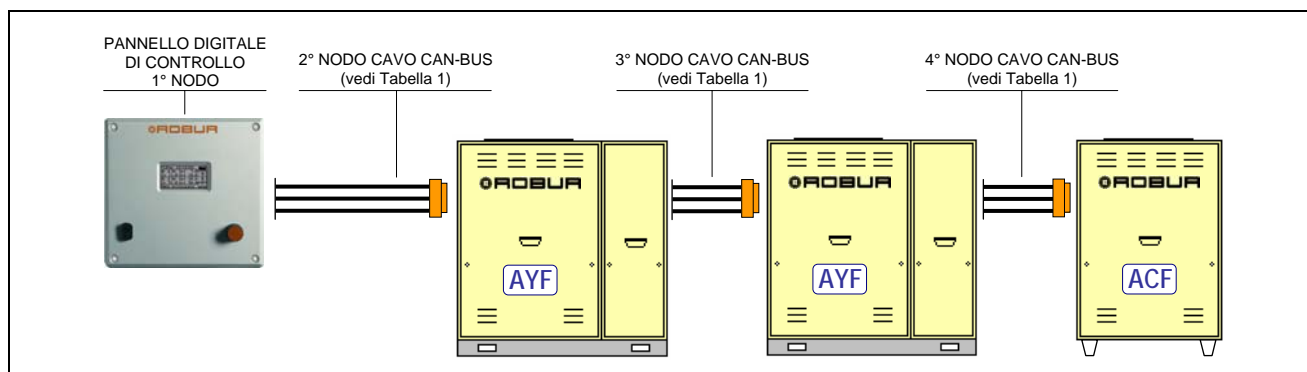 PANNELLO DIGITALE
DI CONTROLLO
1° NODO
2° NODO CAVO CAN-BUS
(vedi Tabella 1)
3° NODO CAVO CAN-BUS
(vedi Tabella 1)
4° NODO CAVO CAN-BUS
(vedi Tabella 1)
ROBUR
ROBUR
ROBUR
ROBUR
AYF
AYF
ACF